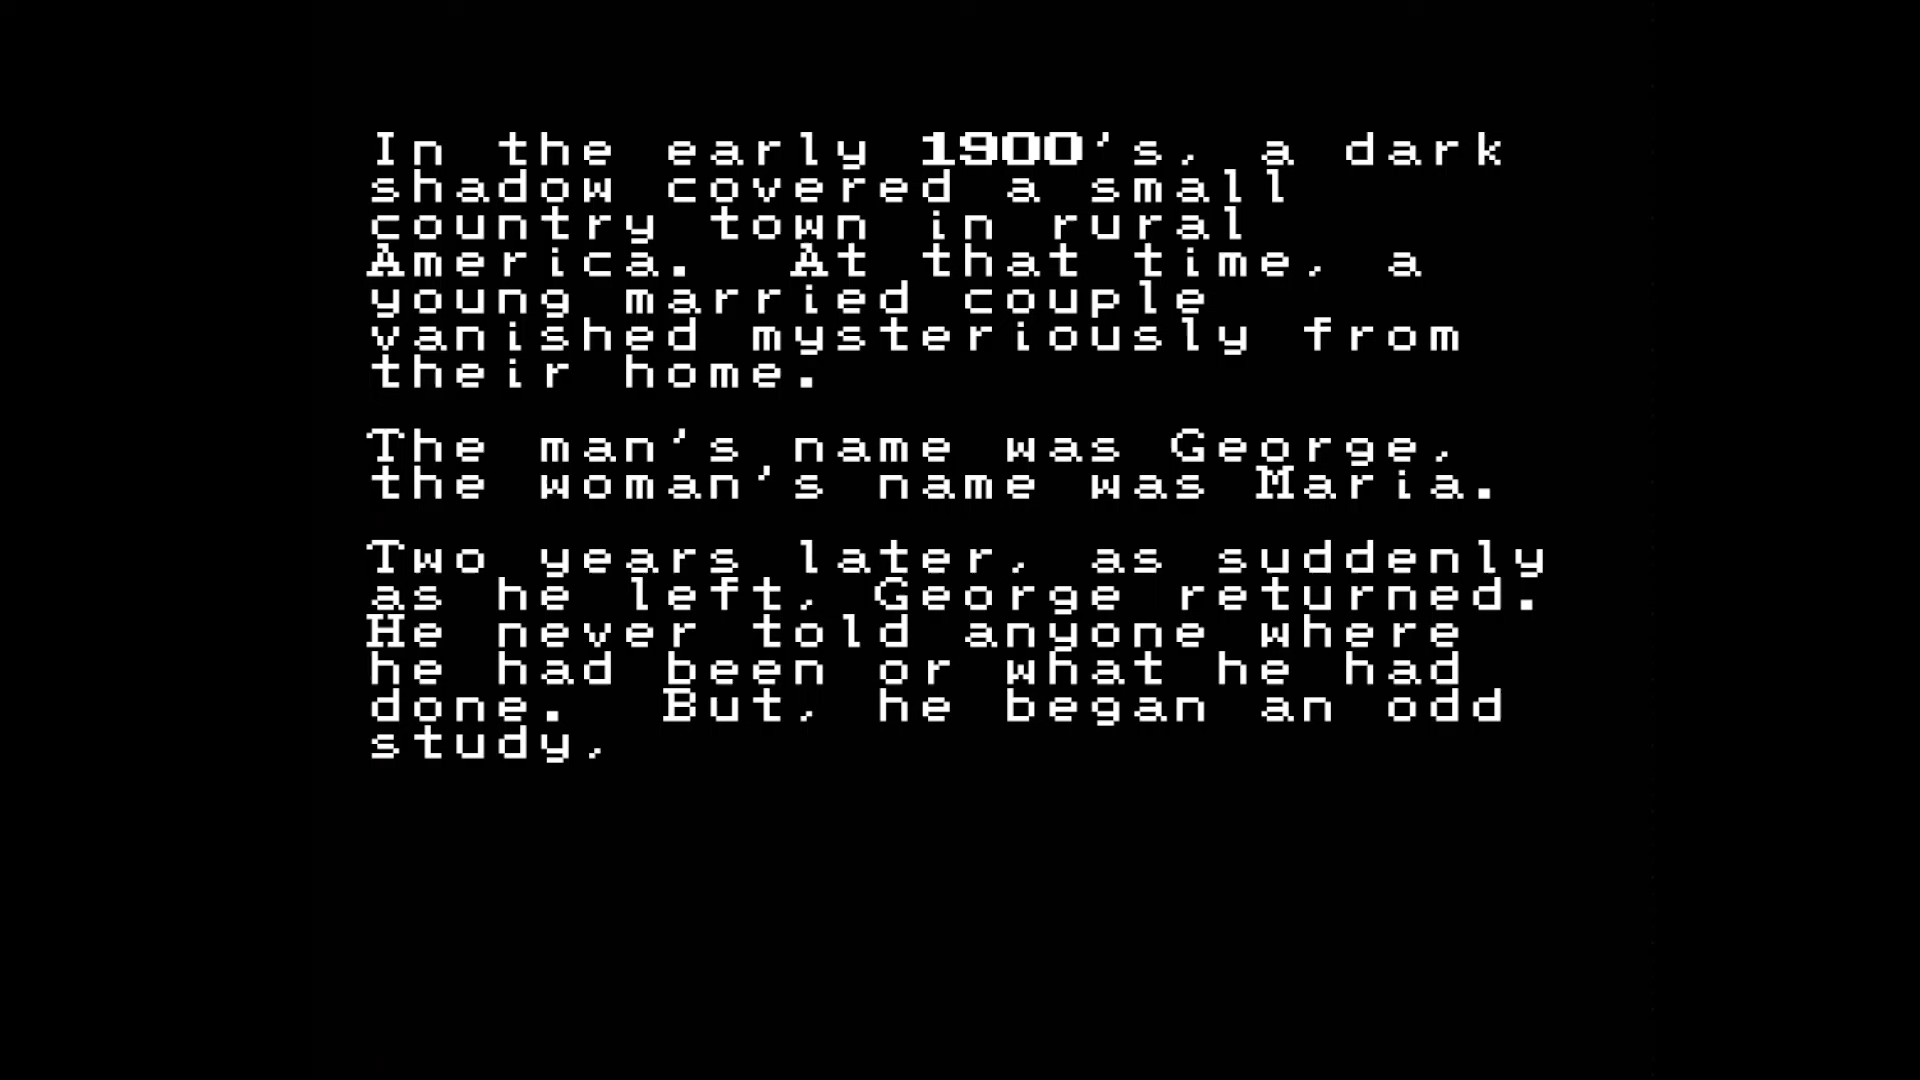 In the early 1900's, a dark
shadow covered a small
country town in rural
America.  At that time, a
young married couple
vanished mysteriously from
their home.
The man's name was George,
the woman's name was Maria.
Two years later, as suddenly
as he left, George returned.
He never told anyone where
he had been or what he had
done.  But, he began an odd
study,